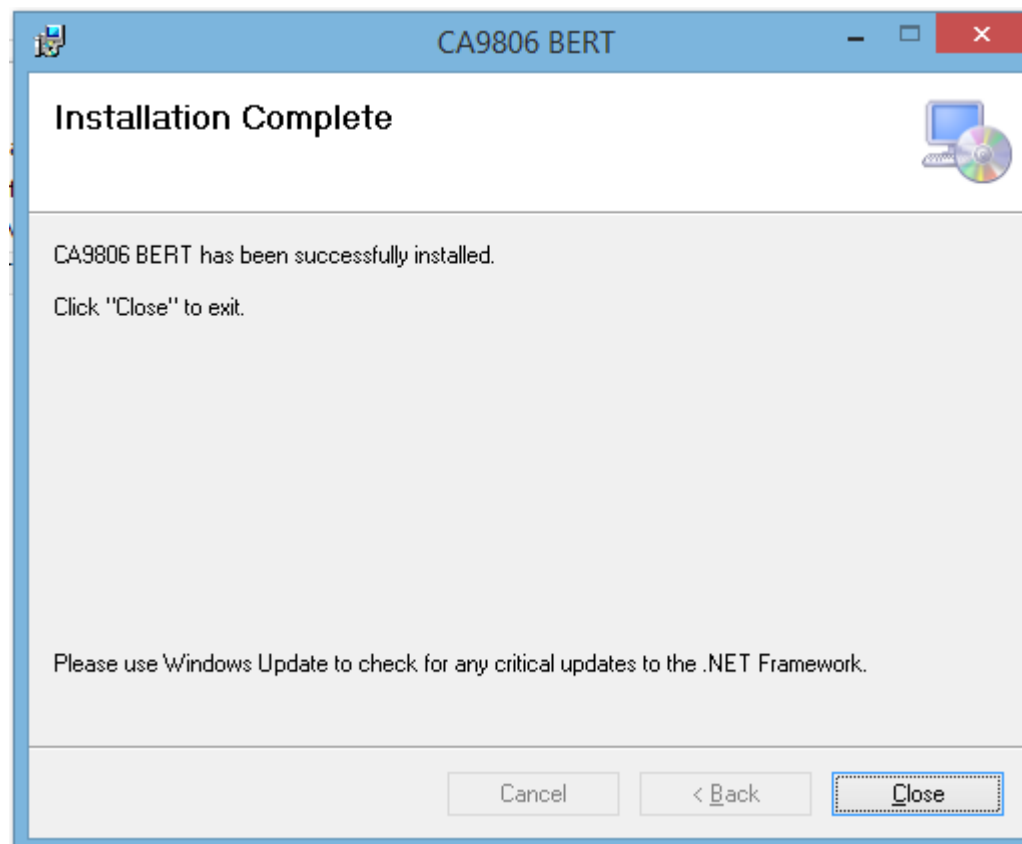 CA9806 BERT
Installation Complete
CA9806 BERT has been successfully installed.
Click "Close" to exit.
Please use Windows Update to check for any critical updates to the .NET Framework.
Cancel
< Back
Close